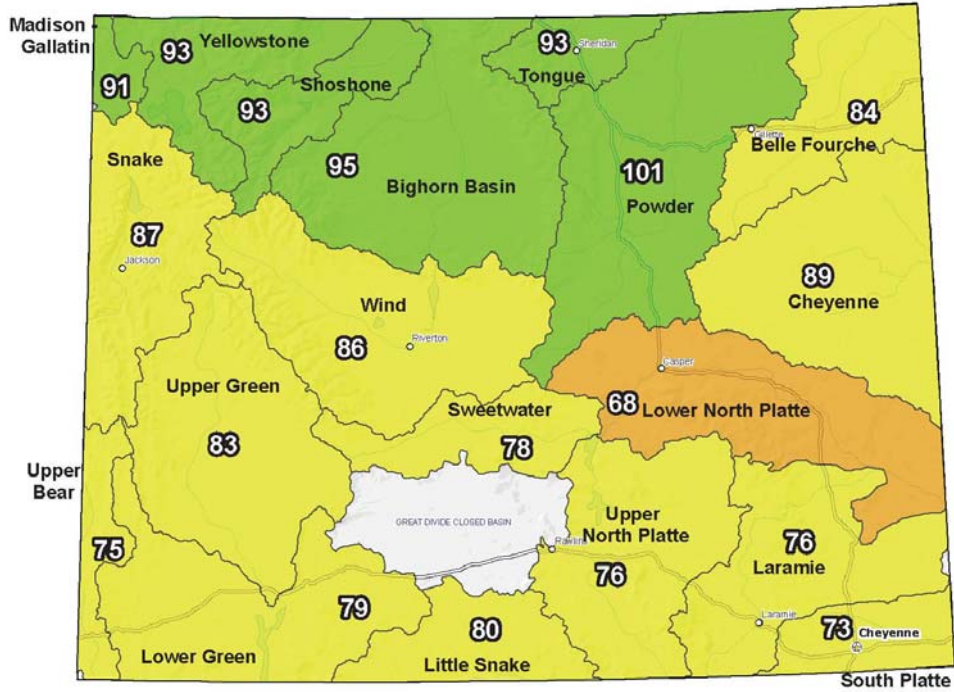 Madison
Gallatin
93
Yellowstone
93
Sheridan
Tongue
91
Shoshone
93
84
Gillette
Belle Fourche
Snake
95
Bighorn Basin
101
Powder
87
Jackson
89
Cheyenne
Wind
86
Riverton
Casper
Upper Green
Sweetwater
68
Lower North Platte
83
78
Upper
Bear
GREAT DIVIDE CLOSED BASIN
Upper
North Platte
Rawlins
75
76
76
Laramie
79
Laramie
80
73
Cheyenne
Lower Green
Little Snake
South Platte